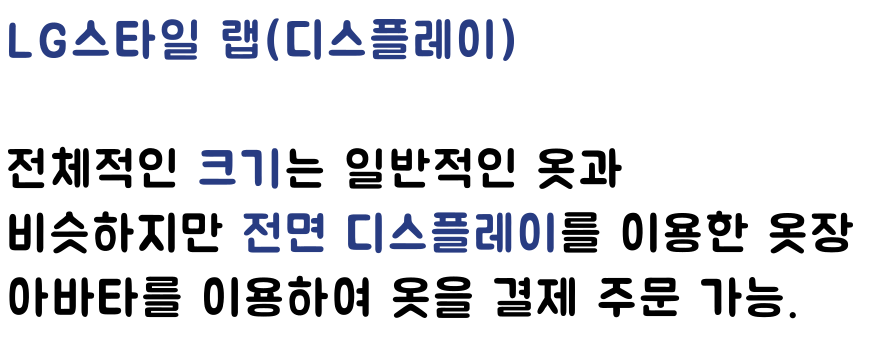 LG스타일 랩(디스플레이)
전체적인 크기는 일반적인 옷과
비슷하지만 전면 디스플레이를 이용한 옷장
아바타를 이용하여 옷을 결제 주문 가능.